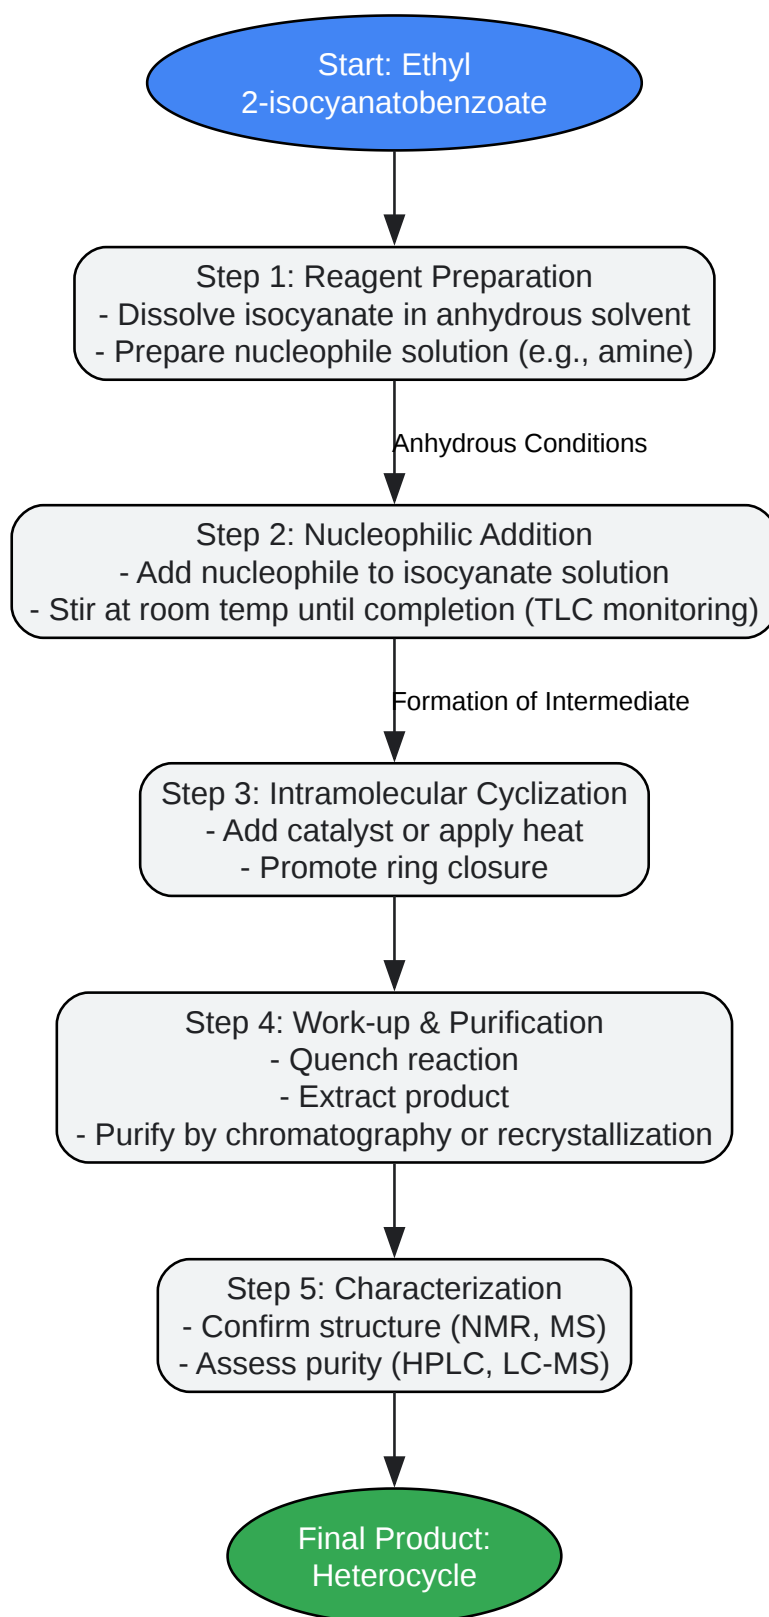 Start: Ethyl
2-isocyanatobenzoate
Step 1: Reagent Preparation
- Dissolve isocyanate in anhydrous solvent
- Prepare nucleophile solution (e.g., amine)
Anhydrous Conditions
Step 2: Nucleophilic Addition
- Add nucleophile to isocyanate solution
- Stir at room temp until completion (TLC monitoring)
Formation of Intermediate
Step 3: Intramolecular Cyclization
- Add catalyst or apply heat
- Promote ring closure
Step 4: Work-up & Purification
- Quench reaction
- Extract product
- Purify by chromatography or recrystallization
Step 5: Characterization
- Confirm structure (NMR, MS)
- Assess purity (HPLC, LC-MS)
Final Product:
Heterocycle